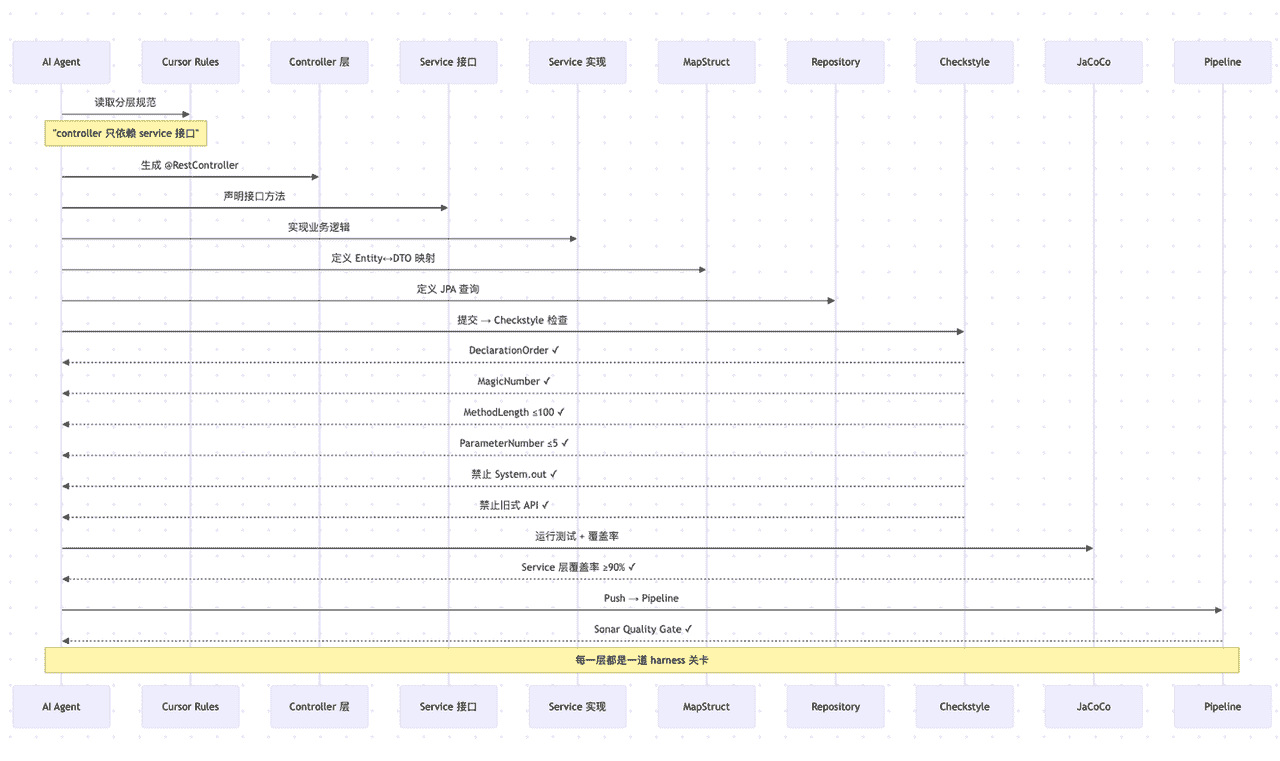 AI Agent
Cursor Rules
Controller 层
Service 接口
Service 实现
MapStruct
Repository
Checkstyle
JaCoCo
Pipeline
读取分层规范
"controller 只依赖 service 接口"
生成 @RestController
声明接口方法
实现业务逻辑
定义 Entity↔DTO 映射
定义 JPA 查询
提交 → Checkstyle 检查
DeclarationOrder ✓
MagicNumber ✓
MethodLength ≤100 ✓
ParameterNumber ≤5 ✓
禁止 System.out ✓
禁止旧式 API ✓
运行测试 + 覆盖率
Service 层覆盖率 ≥90% ✓
Push → Pipeline
Sonar Quality Gate ✓
每一层都是一道 harness 关卡
AI Agent
Cursor Rules
Controller 层
Service 接口
Service 实现
MapStruct
Repository
Checkstyle
JaCoCo
Pipeline